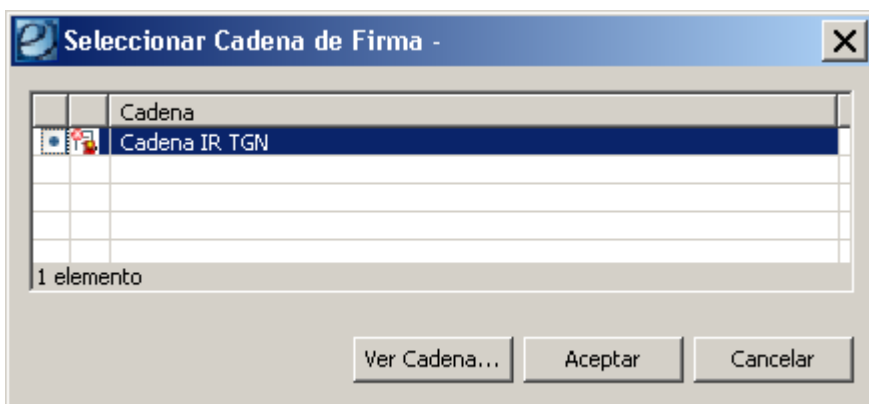 Seleccionar Cadena de Firma -
Cadena
Cadena IR TGN
1 elemento
Ver Cadena... Aceptar Cancelar